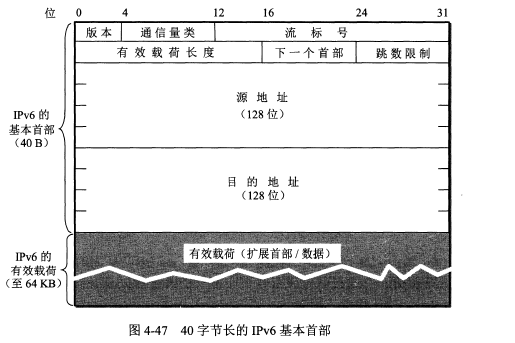 位 0 4 12 16 24 31
版本 通信量类 流标号
有效载荷长度 下一个首部 跳数限制
源地址
（128 位）
IPv6 的
基本首部
（40 B）
目的地址
（128 位）
IPv6 的
有效载荷
（至 64 KB）
有效载荷（扩展首部/数据）
图 4-47 40 字节长的 IPv6 基本首部